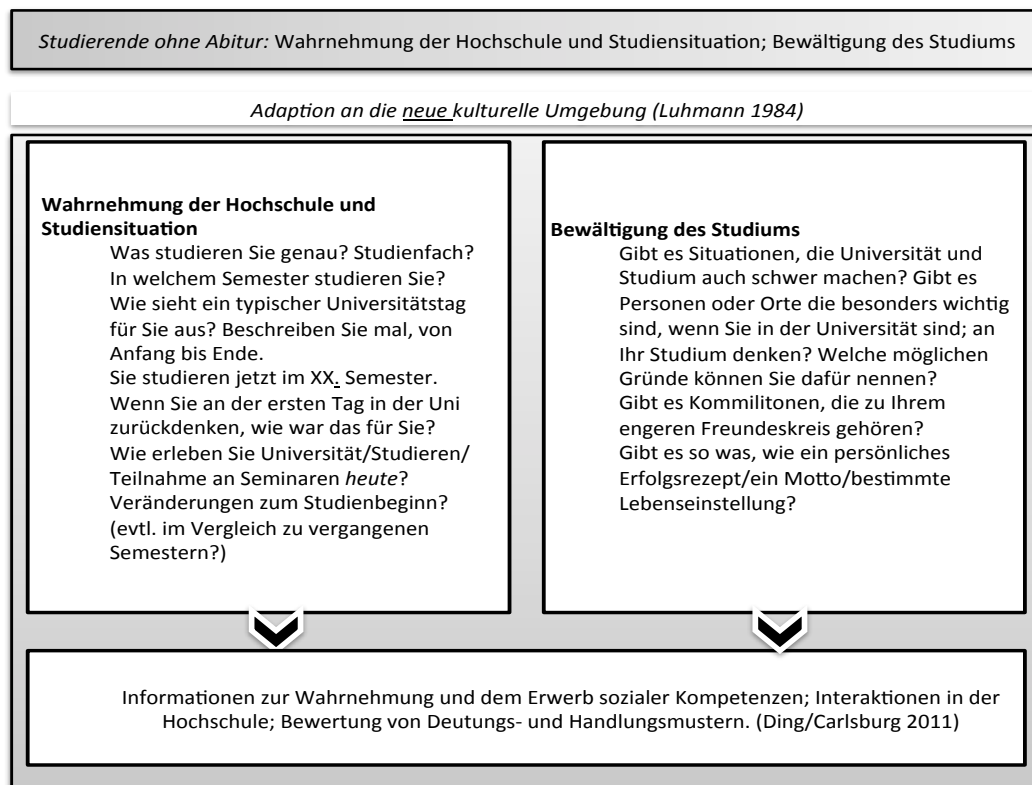 Studierende ohne Abitur: Wahrnehmung der Hochschule und Studiensituation; Bewältigung des Studiums
Adaption an die neue kulturelle Umgebung (Luhmann 1984)
Wahrnehmung der Hochschule und
Studiensituation
Was studieren Sie genau? Studienfach?
In welchem Semester studieren Sie?
Wie sieht ein typischer Universitätstag
für Sie aus? Beschreiben Sie mal, von
Anfang bis Ende.
Sie studieren jetzt im XX. Semester.
Wenn Sie an der ersten Tag in der Uni
zurückdenken, wie war das für Sie?
Wie erleben Sie Universität/Studieren/
Teilnahme an Seminaren heute?
Veränderungen zum Studienbeginn?
(evtl. im Vergleich zu vergangenen
Semestern?)
Bewältigung des Studiums
Gibt es Situationen, die Universität und
Studium auch schwer machen? Gibt es
Personen oder Orte die besonders wichtig
sind, wenn Sie in der Universität sind; an
Ihr Studium denken? Welche möglichen
Gründe können Sie dafür nennen?
Gibt es Kommilitonen, die zu Ihrem
engeren Freundeskreis gehören?
Gibt es so was, wie ein persönliches
Erfolgsrezept/ein Motto/bestimmte
Lebenseinstellung?
Informationen zur Wahrnehmung und dem Erwerb sozialer Kompetenzen; Interaktionen in der
Hochschule; Bewertung von Deutungs- und Handlungsmustern. (Ding/Carlsburg 2011)